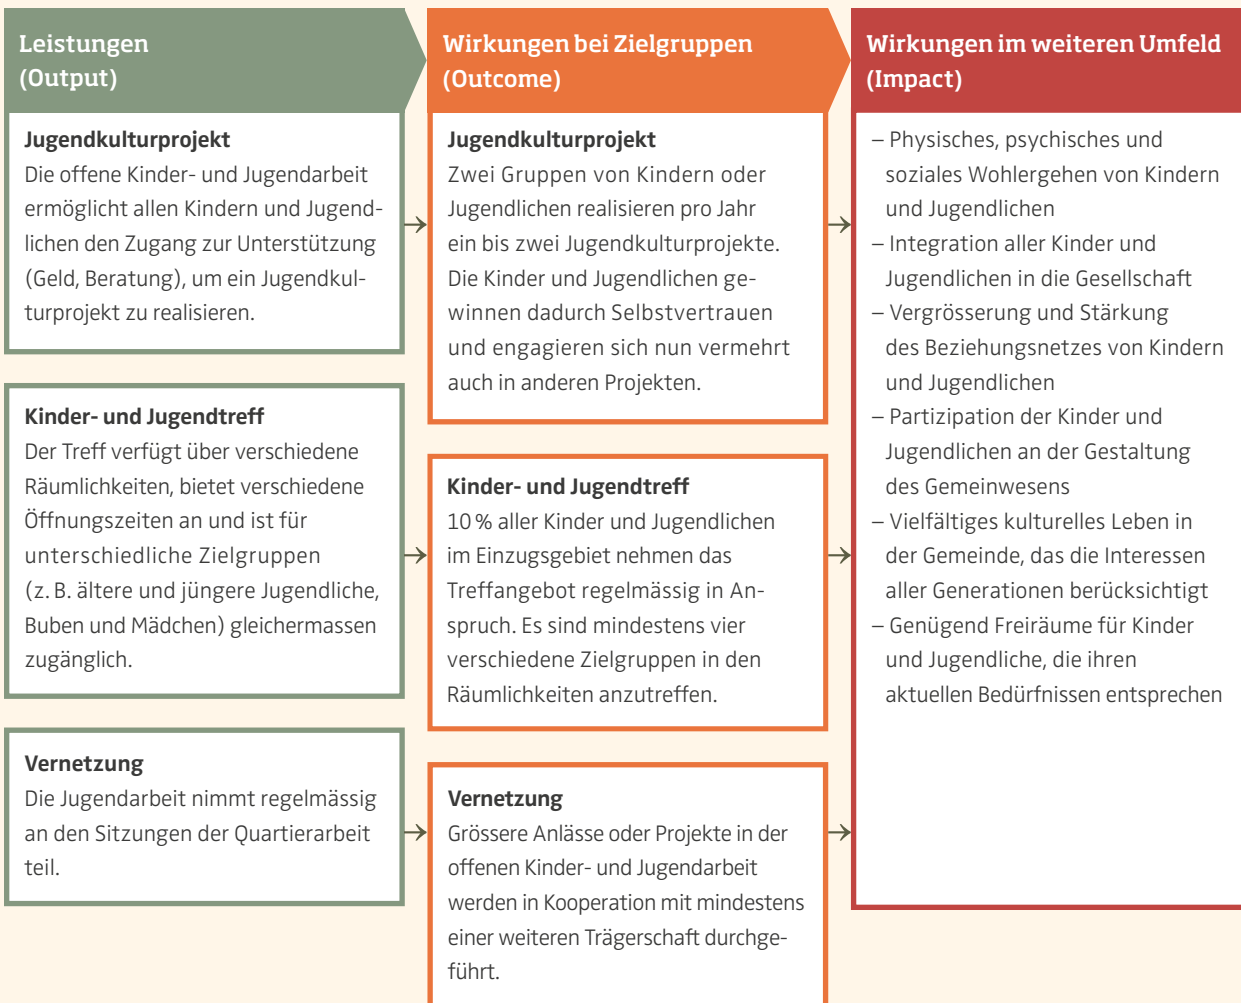 Leistungen
(Output)
Jugendkulturprojekt
Die offene Kinder- und Jugendarbeit
ermöglicht allen Kindern und Jugend-
lichen den Zugang zur Unterstützung
(Geld, Beratung), um ein Jugendkul-
turprojekt zu realisieren.
Kinder- und Jugendtreff
Der Treff verfügt über verschiedene
Räumlichkeiten, bietet verschiedene
Öffnungszeiten an und ist für
unterschiedliche Zielgruppen
(z. B. ältere und jüngere Jugendliche,
Buben und Mädchen) gleichermassen
zugänglich.
Vernetzung
Die Jugendarbeit nimmt regelmässig
an den Sitzungen der Quartierarbeit
teil.
Wirkungen bei Zielgruppen
(Outcome)
Jugendkulturprojekt
Zwei Gruppen von Kindern oder
Jugendlichen realisieren pro Jahr
ein bis zwei Jugendkulturprojekte.
Die Kinder und Jugendlichen ge-
winnen dadurch Selbstvertrauen
und engagieren sich nun vermehrt
auch in anderen Projekten.
Kinder- und Jugendtreff
10 % aller Kinder und Jugendlichen
im Einzugsgebiet nehmen das
Treffangebot regelmässig in An-
spruch. Es sind mindestens vier
verschiedene Zielgruppen in den
Räumlichkeiten anzutreffen.
Vernetzung
Grössere Anlässe oder Projekte in der
offenen Kinder- und Jugendarbeit
werden in Kooperation mit mindestens
einer weiteren Trägerschaft durchge-
führt.
Wirkungen im weiteren Umfeld
(Impact)
– Physisches, psychisches und
soziales Wohlergehen von Kindern
und Jugendlichen
– Integration aller Kinder und
Jugendlichen in die Gesellschaft
– Vergrösserung und Stärkung
des Beziehungsnetzes von Kindern
und Jugendlichen
– Partizipation der Kinder und
Jugendlichen an der Gestaltung
des Gemeinwesens
– Vielfältiges kulturelles Leben in
der Gemeinde, das die Interessen
aller Generationen berücksichtigt
– Genügend Freiräume für Kinder
und Jugendliche, die ihren
aktuellen Bedürfnissen entsprechen